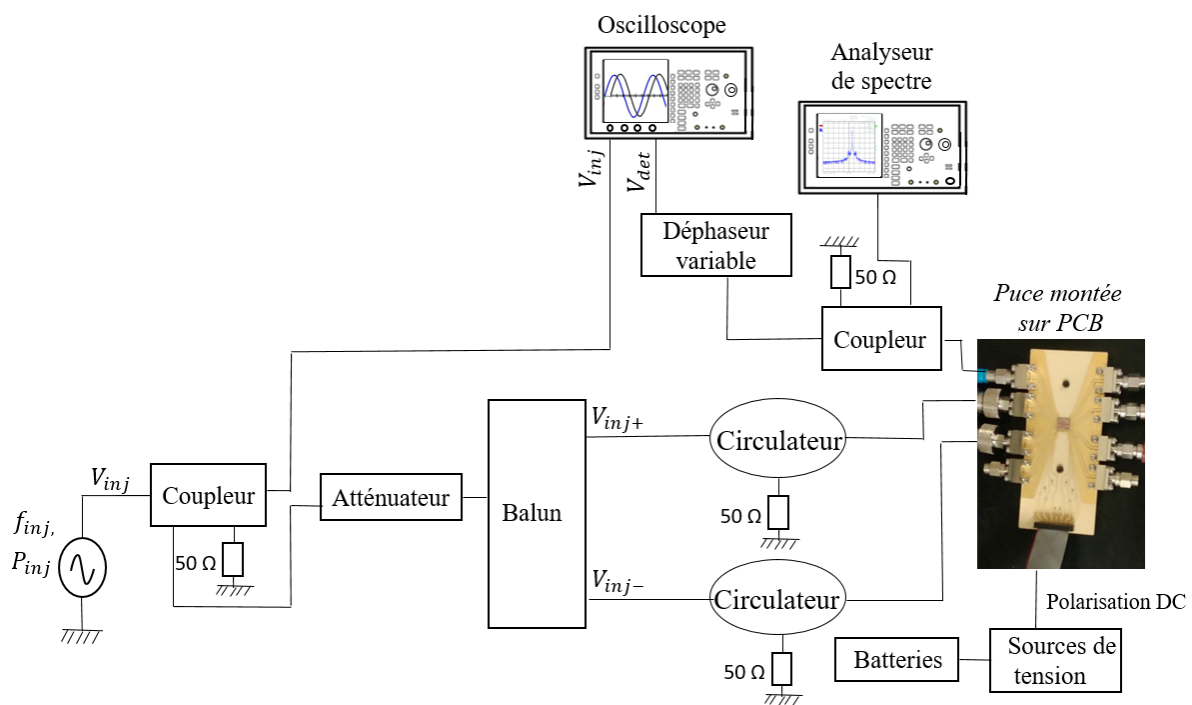 Oscilloscope
Analyseur
de spectre
V_inj
V_det
Déphaseur
variable
50 Ω
Coupleur
Puce montée
sur PCB
V_inj
Coupleur
f_inj,
P_inj
50 Ω
Atténuateur
Balun
V_inj+
Circulateur
50 Ω
V_inj−
Circulateur
50 Ω
Polarisation DC
Batteries
Sources de
tension